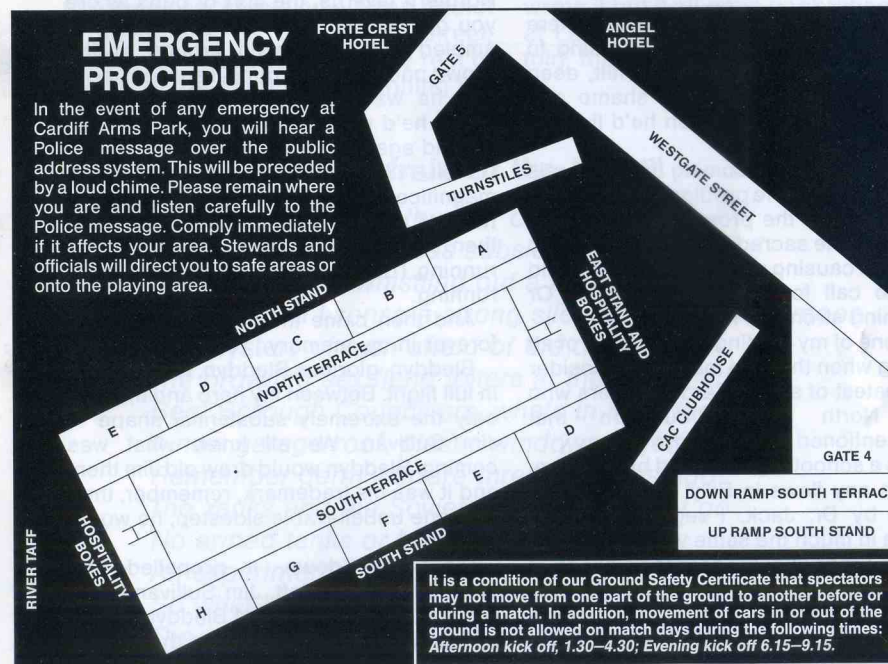 EMERGENCY
PROCEDURE
In the event of any emergency at
Cardiff Arms Park, you will hear a
Police message over the public
address system. This will be preceded
by a loud chime. Please remain where
you are and listen carefully to the
Police message. Comply immediately
if it affects your area. Stewards and
officials will direct you to safe areas or
onto the playing area.
FORTE CREST
HOTEL
GATE 5
ANGEL
HOTEL
WESTGATE STREET
TURNSTILES
NORTH STAND
A
B
C
D
E
NORTH TERRACE
EAST STAND AND
HOSPITALITY
BOXES
CAC CLUBHOUSE
GATE 4
DOWN RAMP SOUTH TERRAC
UP RAMP SOUTH STAND
RIVER TAFF
HOSPITALITY
BOXES
SOUTH TERRACE
D
E
F
G
H
SOUTH STAND
It is a condition of our Ground Safety Certificate that spectators
may not move from one part of the ground to another before or
during a match. In addition, movement of cars in or out of the
ground is not allowed on match days during the following times:
Afternoon kick off, 1.30–4.30; Evening kick off 6.15–9.15.